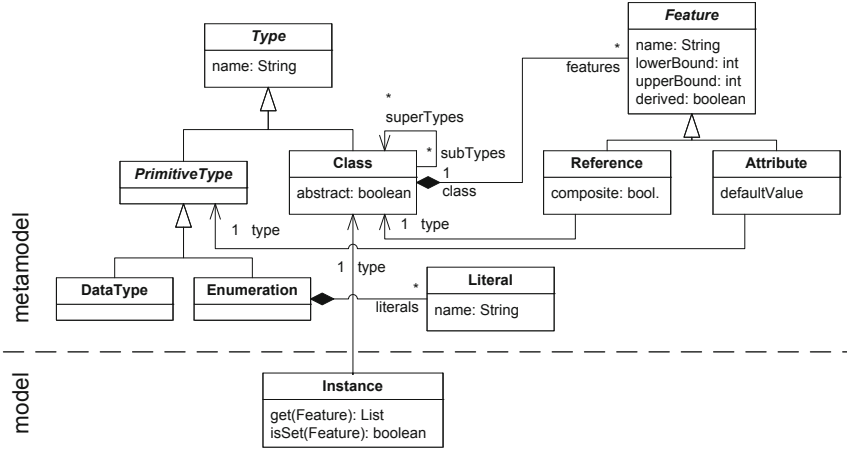 Type
name: String
Feature
name: String
lowerBound: int
upperBound: int
derived: boolean
*
features
*
superTypes
* subTypes
PrimitiveType
Class
abstract: boolean
1
class
Reference
composite: bool.
Attribute
defaultValue
1 type
1 type
metamodel
DataType
Enumeration
1 type
*
literals
Literal
name: String
model
Instance
get(Feature): List
isSet(Feature): boolean